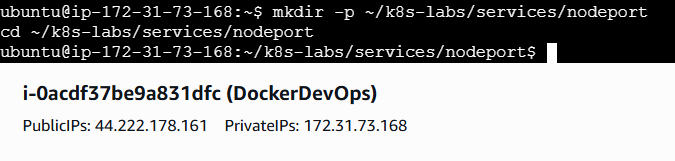 ubuntu@ip-172-31-73-168:~$ mkdir -p ~/k8s-labs/services/nodeport
cd ~/k8s-labs/services/nodeport
ubuntu@ip-172-31-73-168:~/k8s-labs/services/nodeport$
i-0acdf37be9a831dfc (DockerDevOps)
PublicIPs: 44.222.178.161 PrivateIPs: 172.31.73.168